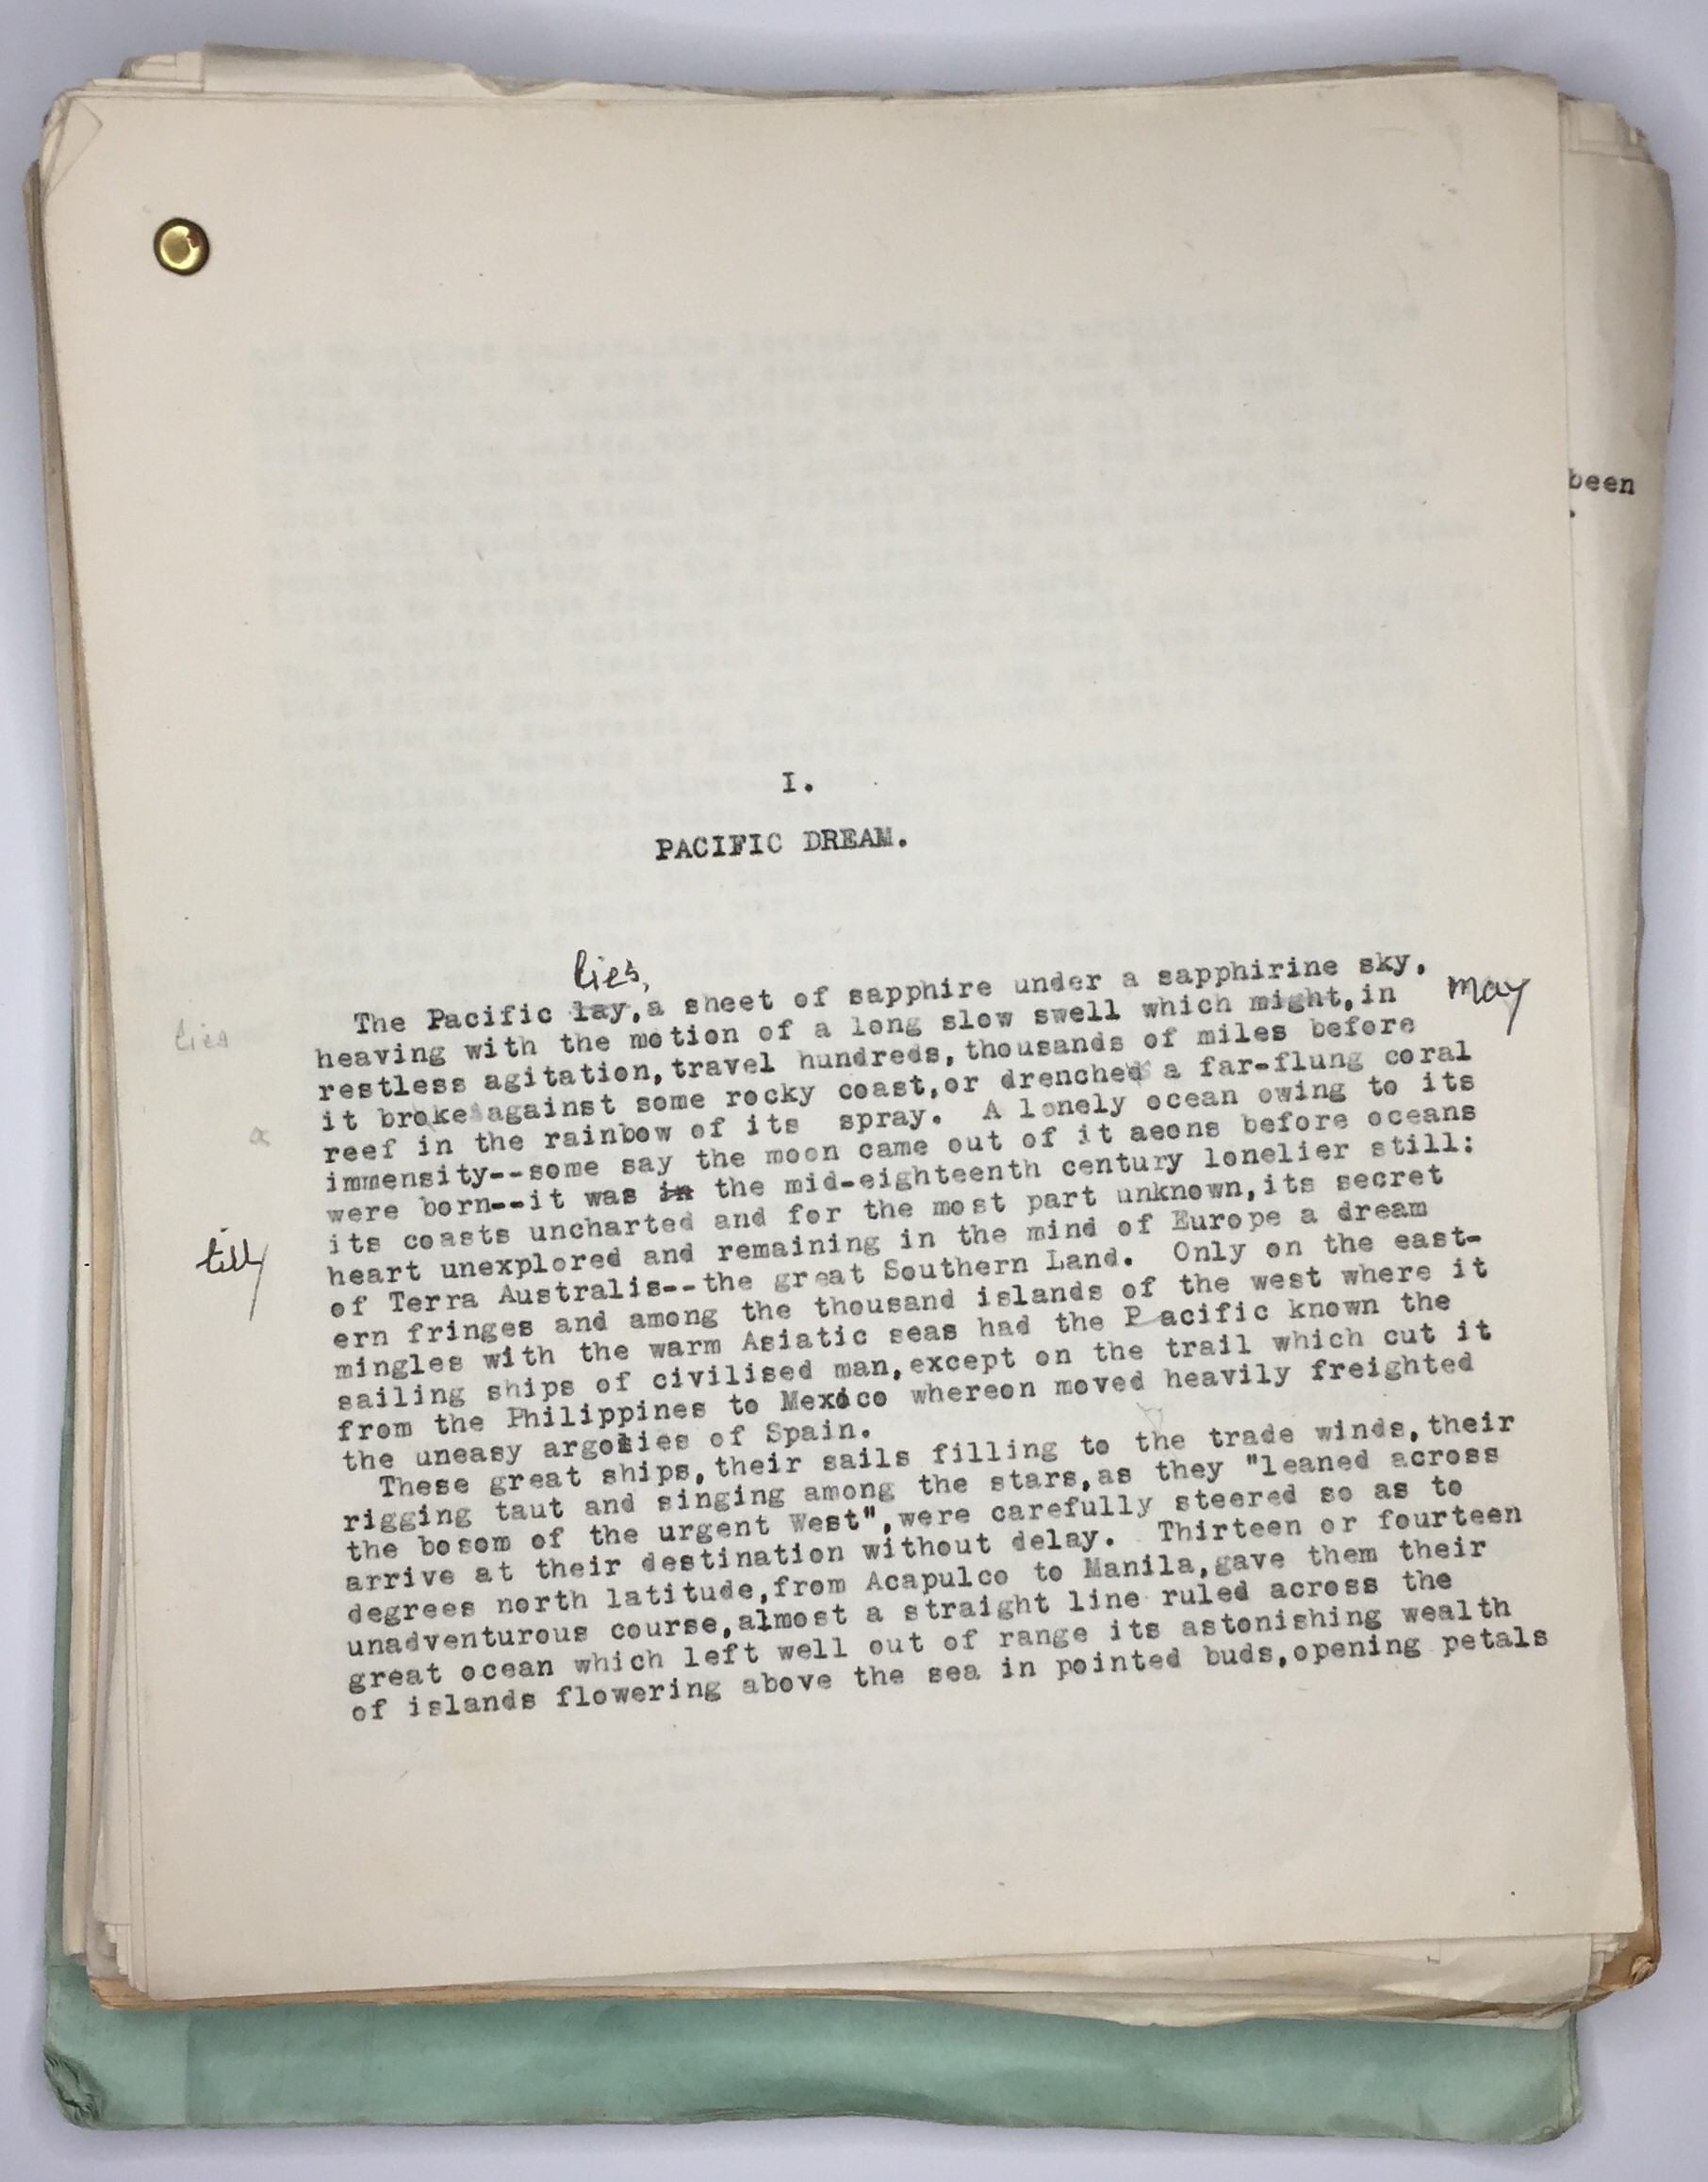 been
.
I.
PACIFIC DREAM.
lies,
The Pacific lay,a sheet of sapphire under a sapphirine sky,
may
lies
heaving with the motion of a long slow swell which might,in
restless agitation,travel hundreds,thousands of miles before
it broke against some rocky coast,or drenched a far-flung coral
reef in the rainbow of its spray. A lonely ocean owing to its
immensity--some say the moon came out of it aeons before oceans
were born--it was in the mid-eighteenth century lonelier still:
till
its coasts uncharted and for the most part unknown,its secret
heart unexplored and remaining in the mind of Europe a dream
of Terra Australis--the great Southern Land. Only on the east-
ern fringes and among the thousand islands of the west where it
mingles with the warm Asiatic seas had the Pacific known the
sailing ships of civilised man,except on the trail which cut it
from the Philippines to Mexico whereon moved heavily freighted
the uneasy argosies of Spain.
These great ships,their sails filling to the trade winds,their
rigging taut and singing among the stars,as they "leaned across
the bosom of the urgent West",were carefully steered so as to
arrive at their destination without delay. Thirteen or fourteen
degrees north latitude,from Acapulco to Manila,gave them their
unadventurous course,almost a straight line ruled across the
great ocean which left well out of range its astonishing wealth
of islands flowering above the sea in pointed buds,opening petals